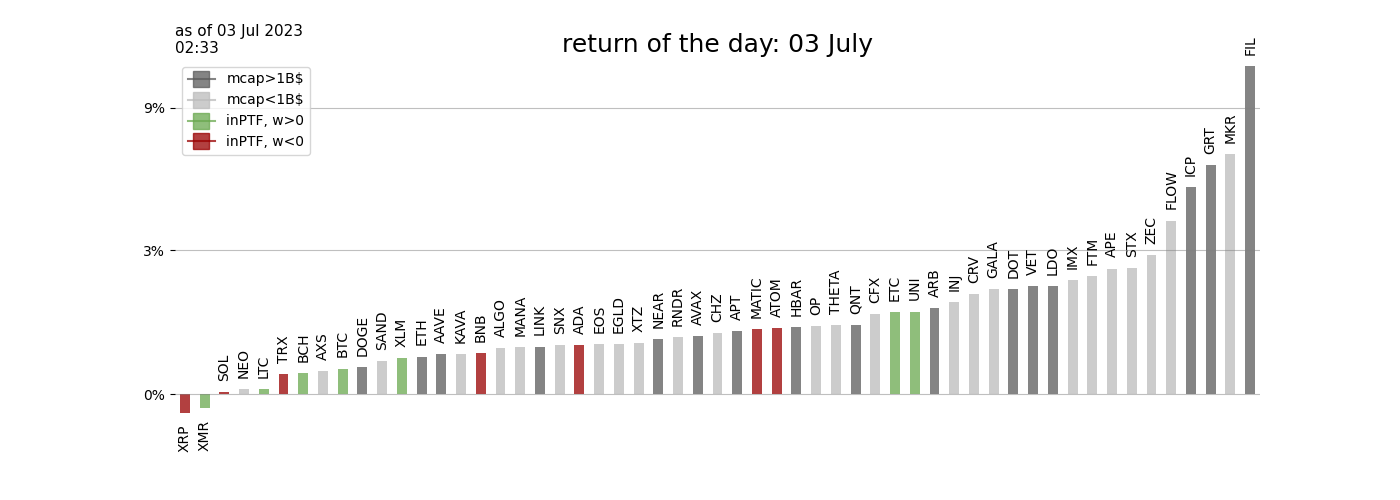 as of 03 Jul 2023
02:33
return of the day: 03 July
mcap>1B$
mcap<1B$
inPTF, w>0
inPTF, w<0
9%
3%
0%
XRP
XMR
SOL
NEO
LTC
TRX
BCH
AXS
BTC
DOGE
SAND
XLM
ETH
AAVE
KAVA
BNB
ALGO
MANA
LINK
SNX
ADA
EOS
EGLD
XTZ
NEAR
RNDR
AVAX
CHZ
APT
MATIC
ATOM
HBAR
OP
THETA
QNT
CFX
ETC
UNI
ARB
INJ
CRV
GALA
DOT
VET
LDO
IMX
FTM
APE
STX
ZEC
FLOW
ICP
GRT
MKR
FIL